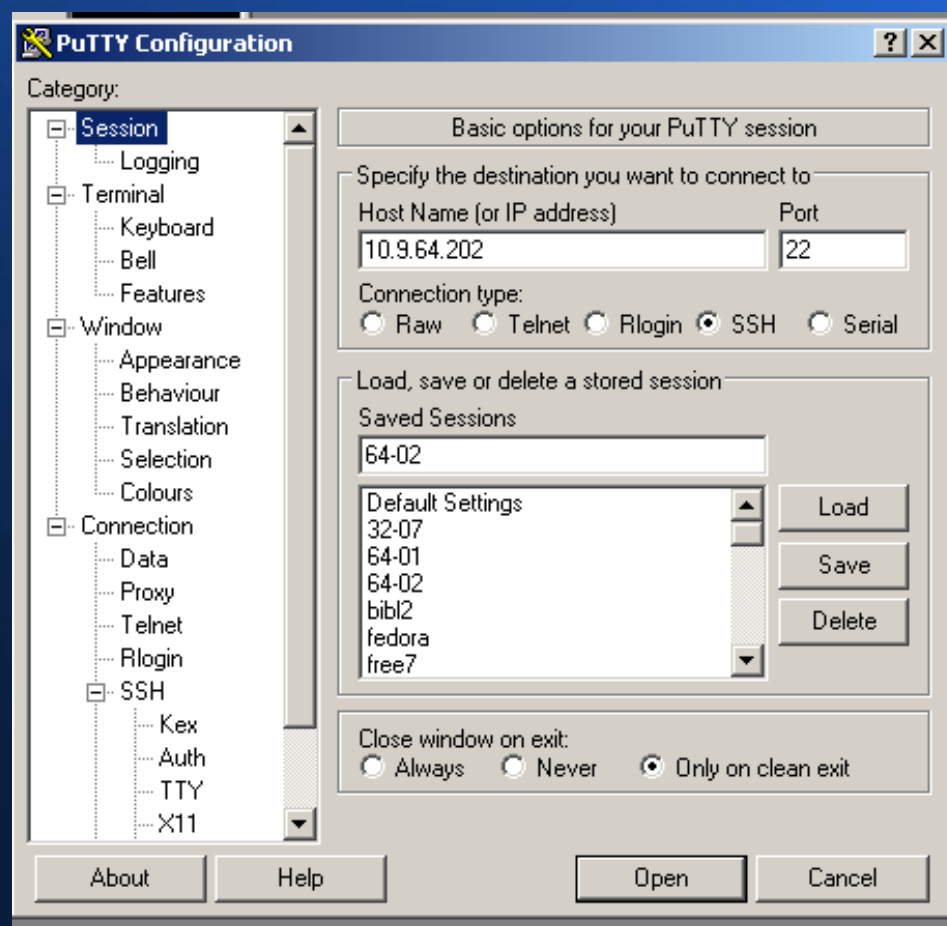 PuTTY Configuration
Category:
Session
Logging
Terminal
Keyboard
Bell
Features
Window
Appearance
Behaviour
Translation
Selection
Colours
Connection
Data
Proxy
Telnet
Rlogin
SSH
Kex
Auth
TTY
X11
Basic options for your PuTTY session
Specify the destination you want to connect to
Host Name (or IP address) Port
10.9.64.202 22
Connection type:
Raw Telnet Rlogin SSH Serial
Load, save or delete a stored session
Saved Sessions
64-02
Default Settings
32-07
64-01
64-02
bibl2
fedora
free7
Load
Save
Delete
Close window on exit:
Always Never Only on clean exit
About Help Open Cancel